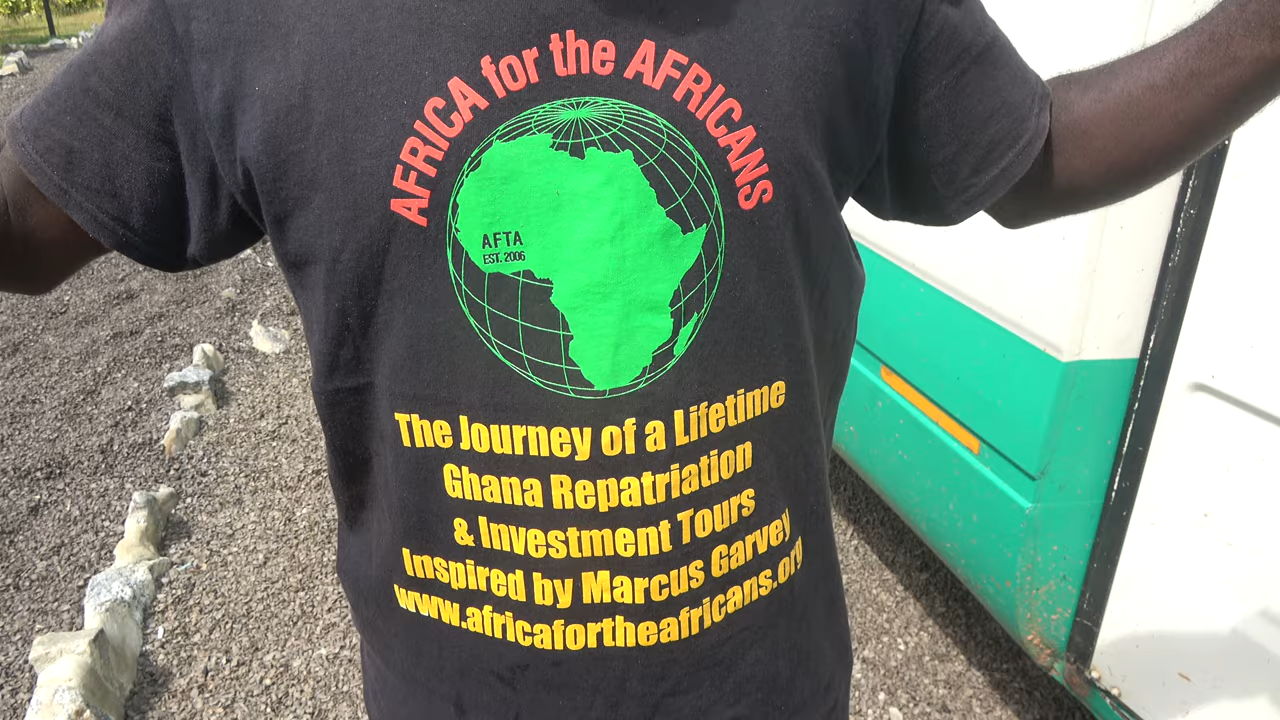 AFRICA for the AFRICANS
AFTA
EST. 2006
The Journey of a Lifetime
Ghana Repatriation
& Investment Tours
Inspired by Marcus Garvey
www.africafortheafricans.org